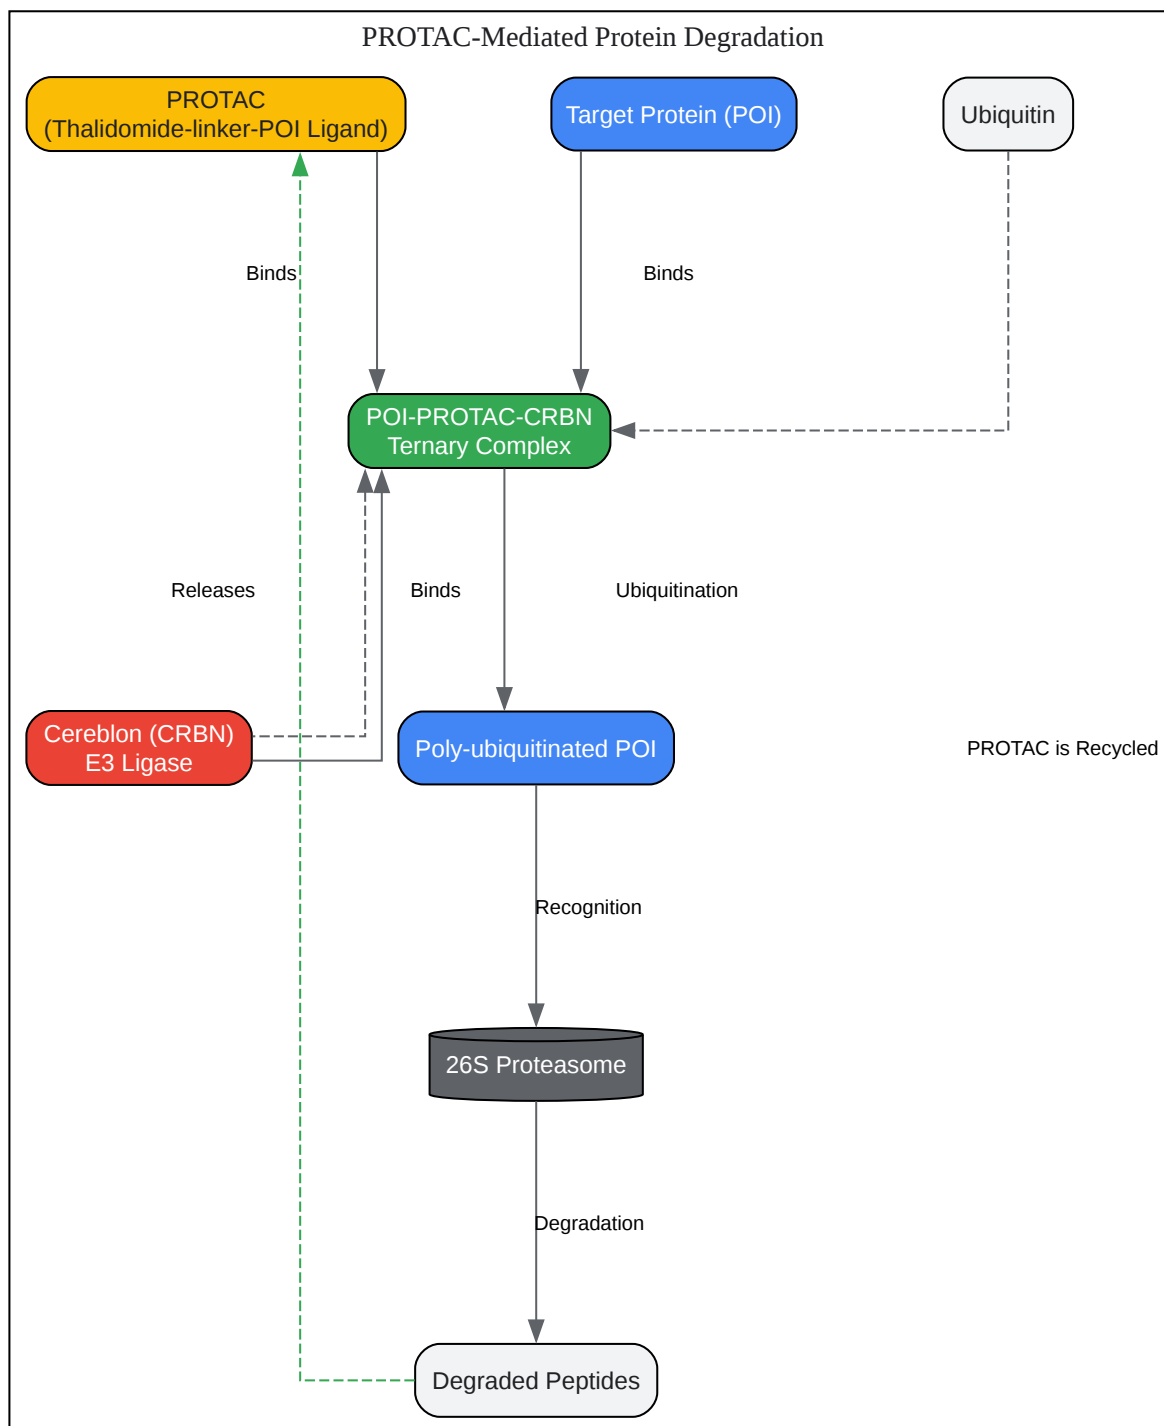 PROTAC-Mediated Protein Degradation
PROTAC
(Thalidomide-linker-POI Ligand)
Target Protein (POI)
Ubiquitin
Binds
Binds
POI-PROTAC-CRBN
Ternary Complex
Releases
Binds
Ubiquitination
Cereblon (CRBN)
E3 Ligase
Poly-ubiquitinated POI
PROTAC is Recycled
Recognition
26S Proteasome
Degradation
Degraded Peptides